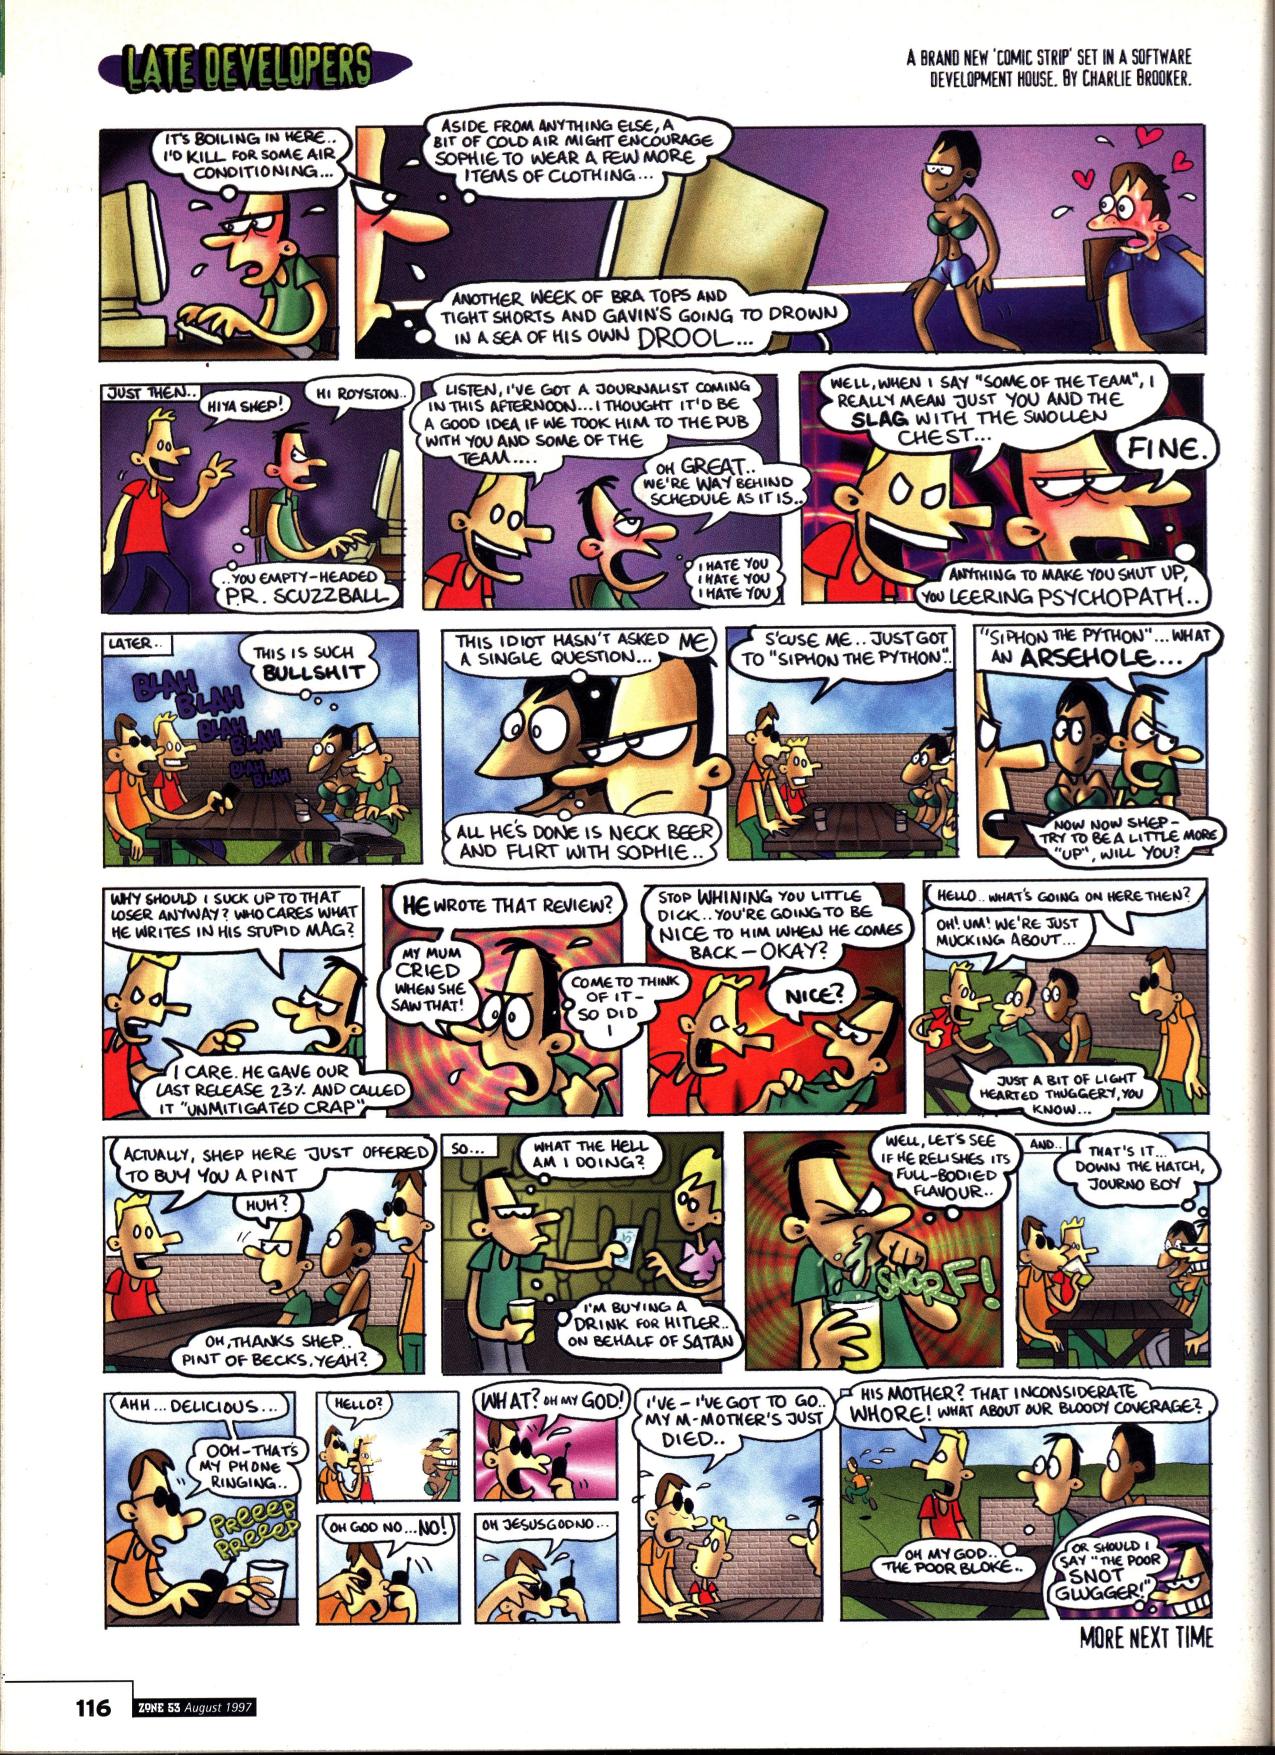 LATE DEVELOPERS
A BRAND NEW 'COMIC STRIP' SET IN A SOFTWARE
DEVELOPMENT HOUSE. BY CHARLIE BROOKER.
IT'S BOILING IN HERE..
I'D KILL FOR SOME AIR
CONDITIONING...
ASIDE FROM ANYTHING ELSE, A
BIT OF COLD AIR MIGHT ENCOURAGE
SOPHIE TO WEAR A FEW MORE
ITEMS OF CLOTHING...
ANOTHER WEEK OF BRA TOPS AND
TIGHT SHORTS AND GAVIN'S GOING TO DROWN
IN A SEA OF HIS OWN DROOL...
JUST THEN..
HIYA SHEP!
HI ROYSTON..
..YOU EMPTY-HEADED
P.R. SCUZZBALL
LISTEN, I'VE GOT A JOURNALIST COMING
IN THIS AFTERNOON... I THOUGHT IT'D BE
A GOOD IDEA IF WE TOOK HIM TO THE PUB
WITH YOU AND SOME OF THE
TEAM....
OH GREAT..
WE'RE WAY BEHIND
SCHEDULE AS IT IS..
I HATE YOU
I HATE YOU
I HATE YOU
WELL, WHEN I SAY "SOME OF THE TEAM", I
REALLY MEAN JUST YOU AND THE
SLAG WITH THE SWOLLEN
CHEST...
FINE.
ANYTHING TO MAKE YOU SHUT UP,
YOU LEERING PSYCHOPATH..
LATER..
THIS IS SUCH
BULLSHIT
BLAH
BLAH
BLAH
BLAH
BLAH
BLAH
THIS IDIOT HASN'T ASKED ME
A SINGLE QUESTION...
ALL HE'S DONE IS NECK BEER
AND FLIRT WITH SOPHIE..
S'CUSE ME.. JUST GOT
TO "SIPHON THE PYTHON"..
"SIPHON THE PYTHON"... WHAT
AN ARSEHOLE...
NOW NOW SHEP-
TRY TO BE A LITTLE MORE
"UP", WILL YOU?
WHY SHOULD I SUCK UP TO THAT
LOSER ANYWAY? WHO CARES WHAT
HE WRITES IN HIS STUPID MAG?
I CARE. HE GAVE OUR
LAST RELEASE 23% AND CALLED
IT "UNMITIGATED CRAP"
HE WROTE THAT REVIEW?
MY MUM
CRIED
WHEN SHE
SAW THAT!
COME TO THINK
OF IT-
SO DID
I
STOP WHINING YOU LITTLE
DICK.. YOU'RE GOING TO BE
NICE TO HIM WHEN HE COMES
BACK - OKAY?
NICE?
HELLO.. WHAT'S GOING ON HERE THEN?
OH! UM! WE'RE JUST
MUCKING ABOUT...
JUST A BIT OF LIGHT
HEARTED THUGGERY, YOU
KNOW...
ACTUALLY, SHEP HERE JUST OFFERED
TO BUY YOU A PINT
HUH?
OH, THANKS SHEP..
PINT OF BECKS, YEAH?
SO...
WHAT THE HELL
AM I DOING?
I'M BUYING A
DRINK FOR HITLER..
ON BEHALF OF SATAN
WELL, LET'S SEE
IF HE RELISHES ITS
FULL-BODIED
FLAVOUR..
SNORF!
AND..
THAT'S IT...
DOWN THE HATCH,
JOURNO BOY
AHH... DELICIOUS...
OOH-THAT'S
MY PHONE
RINGING..
PREEEP
PREEEP
HELLO?
WHAT? OH MY GOD!
OH GOD NO... NO!
OH JESUSGODNO...
I'VE - I'VE GOT TO GO..
MY M-MOTHER'S JUST
DIED..
HIS MOTHER? THAT INCONSIDERATE
WHORE! WHAT ABOUT OUR BLOODY COVERAGE?
OH MY GOD..
THE POOR BLOKE..
OR SHOULD I
SAY "THE POOR
SNOT
GLUGGER!"
MORE NEXT TIME
116 ZONE 53 August 1997